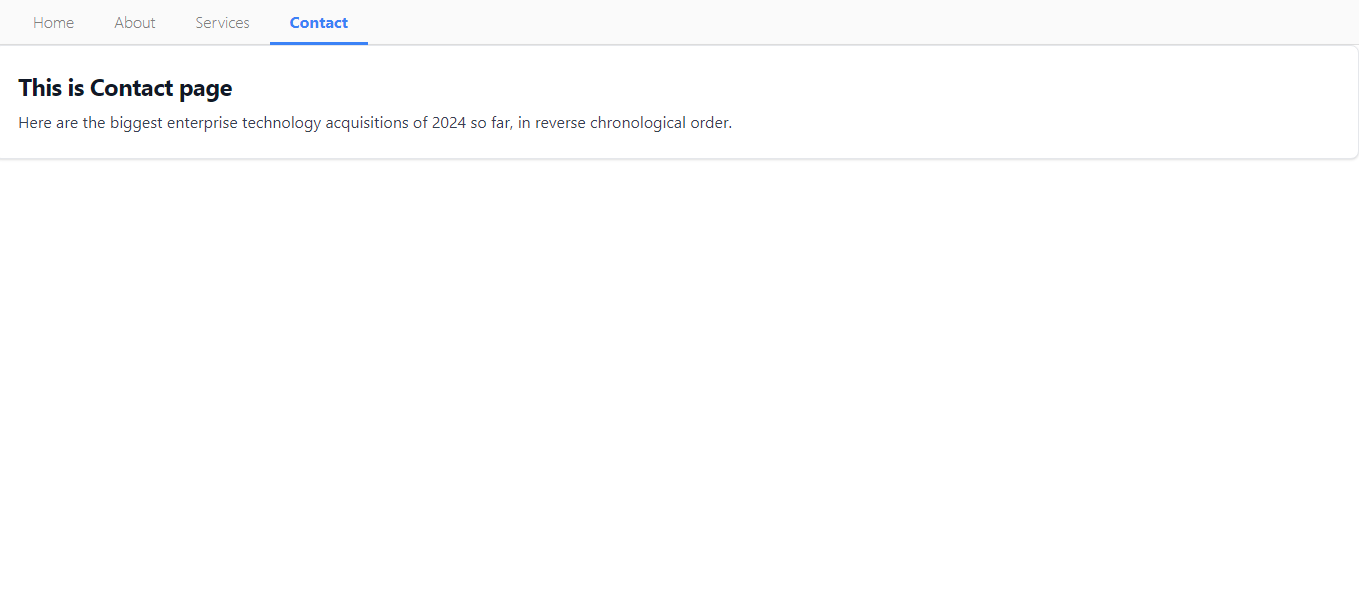 Home About Services Contact
This is Contact page
Here are the biggest enterprise technology acquisitions of 2024 so far, in reverse chronological order.